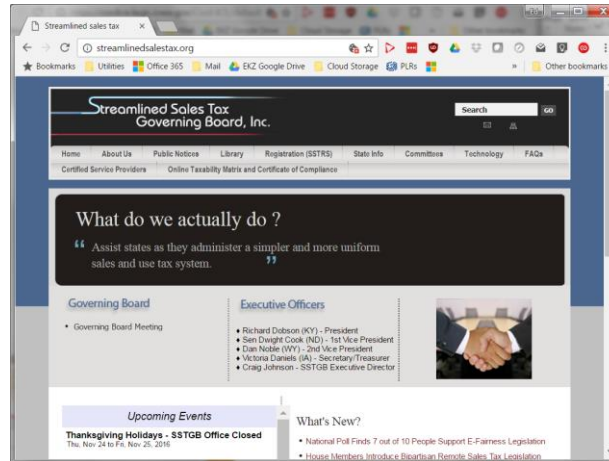 Streamlined sales tax
streamlinedsalestax.org
Bookmarks Utilities Office 365 Mail EKZ Google Drive Cloud Storage PLRs » Other bookmarks
Streamlined Sales Tax
Governing Board, Inc.
Search GO
Home About Us Public Notices Library Registration (SSTRS) State Info Committees Technology FAQs
Certified Service Providers Online Taxability Matrix and Certificate of Compliance
What do we actually do ?
“ Assist states as they administer a simpler and more uniform
sales and use tax system. ”
Governing Board
• Governing Board Meeting
Executive Officers
♦ Richard Dobson (KY) - President
♦ Sen Dwight Cook (ND) - 1st Vice President
♦ Dan Noble (WY) - 2nd Vice President
♦ Victoria Daniels (IA) - Secretary/Treasurer
♦ Craig Johnson - SSTGB Executive Director
Upcoming Events
Thanksgiving Holidays - SSTGB Office Closed
Thu, Nov 24 to Fri, Nov 25, 2016
What's New?
• National Poll Finds 7 out of 10 People Support E-Fairness Legislation
• House Members Introduce Bipartisan Remote Sales Tax Legislation